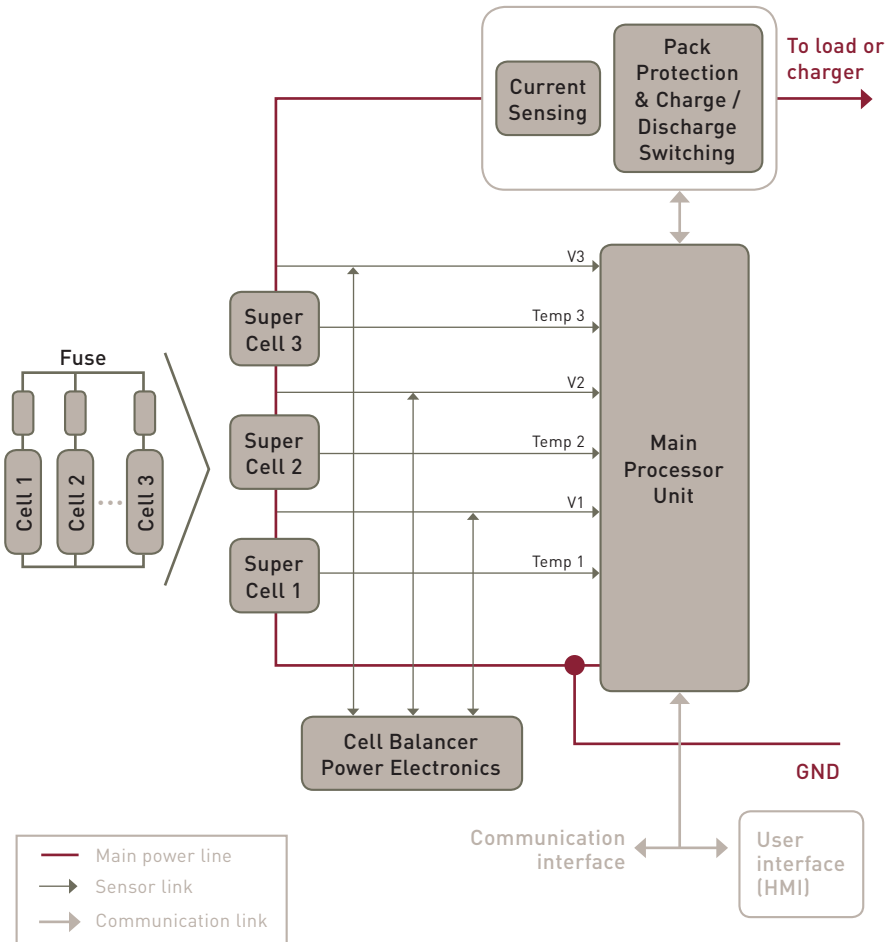 To load or
charger
Current
Sensing
Pack
Protection
& Charge /
Discharge
Switching
V3
Super
Cell 3
Temp 3
Fuse
V2
Super
Cell 2
Temp 2
Cell 1
Cell 2
...
Cell 3
Main
Processor
Unit
V1
Super
Cell 1
Temp 1
Cell Balancer
Power Electronics
GND
Communication
interface
User
interface
(HMI)
Main power line
Sensor link
Communication link